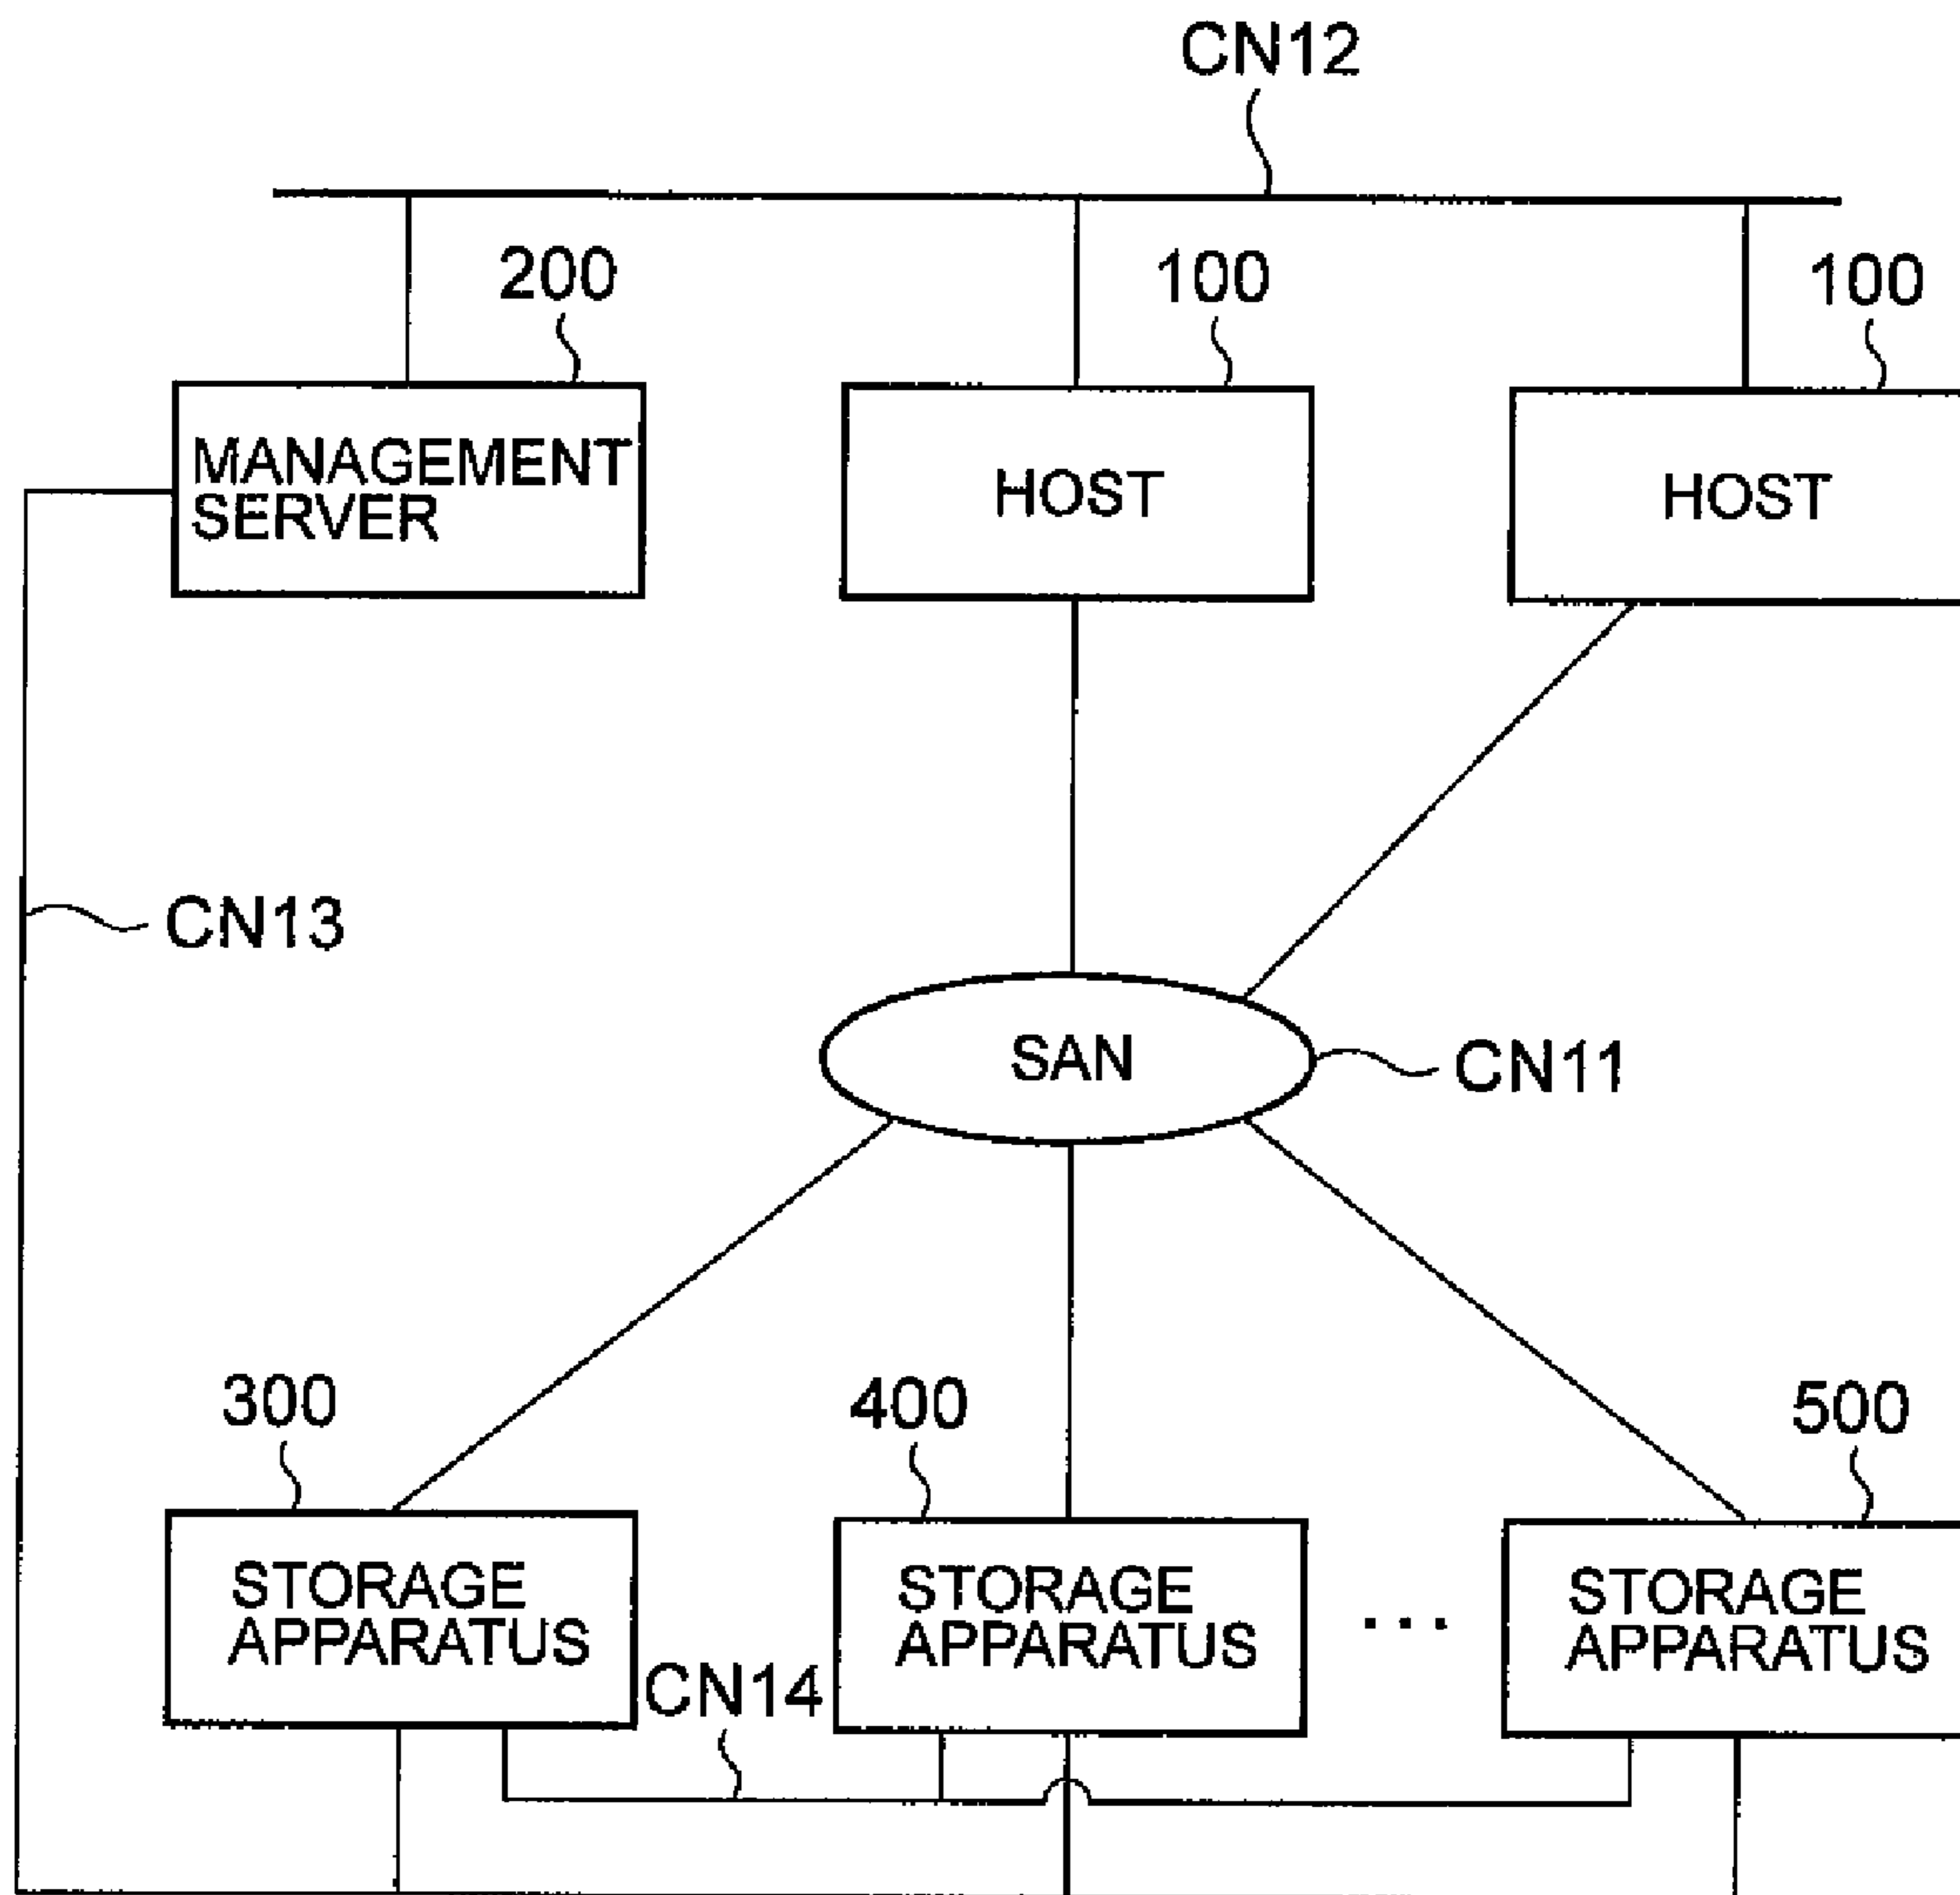 CN12
200
100
100
MANAGEMENT
SERVER
HOST
HOST
CN13
SAN
CN11
300
400
500
STORAGE
APPARATUS
STORAGE
APPARATUS
...
STORAGE
APPARATUS
CN14